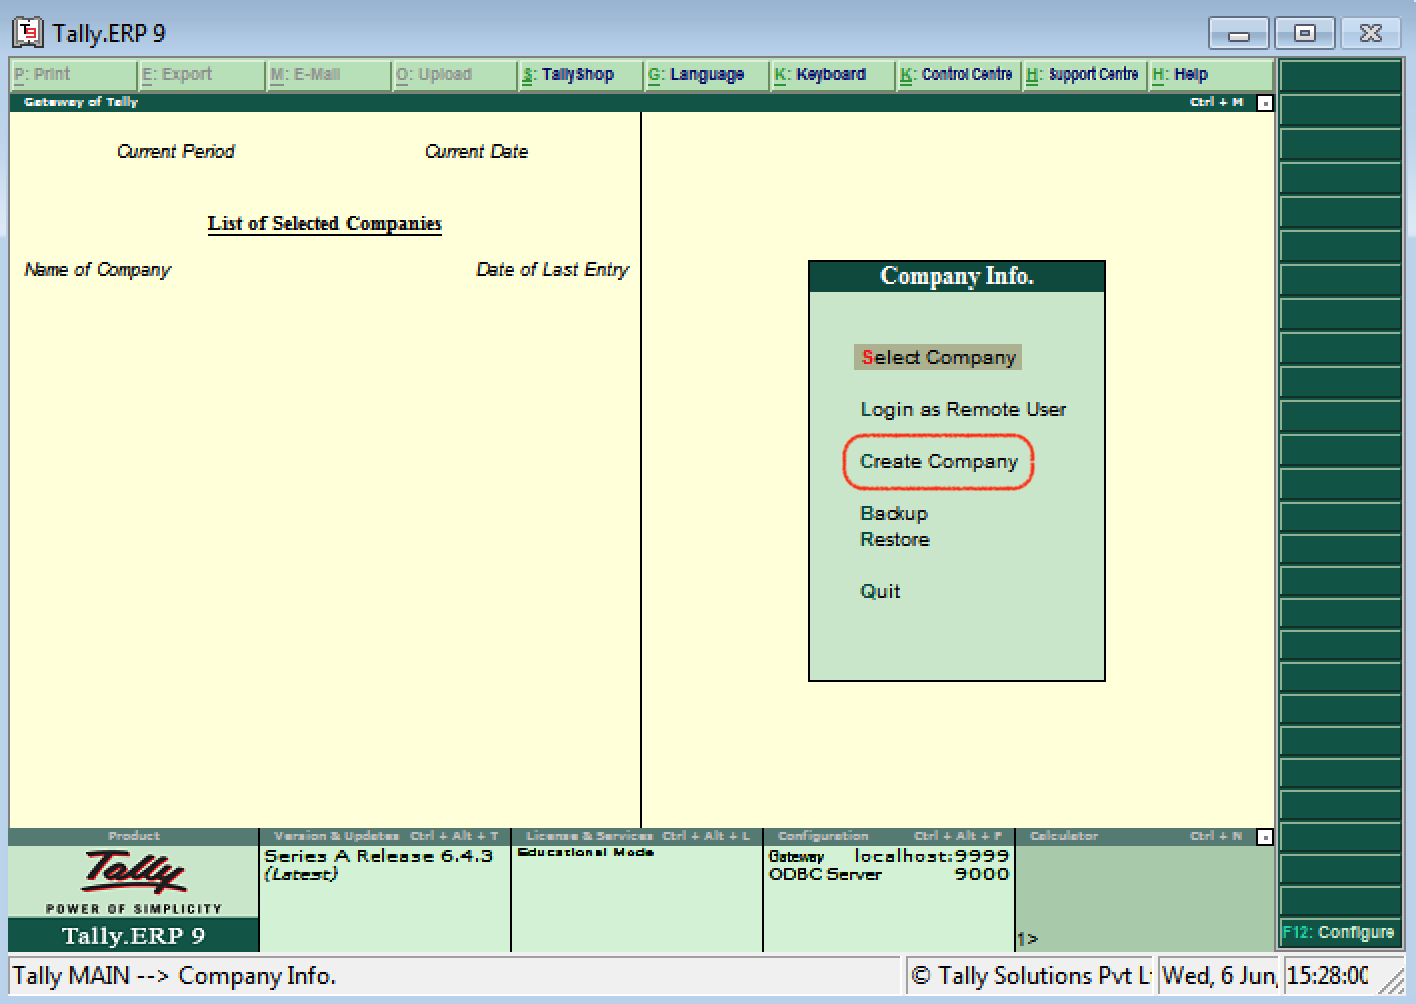 Tally.ERP 9
P: Print E: Export M: E-Mail O: Upload S: TallyShop G: Language K: Keyboard K: Control Centre H: Support Centre H: Help
Gateway of Tally Ctrl + M
Current Period Current Date
List of Selected Companies
Name of Company Date of Last Entry
Company Info.
Select Company
Login as Remote User
Create Company
Backup
Restore
Quit
Product
Tally
POWER OF SIMPLICITY
Tally.ERP 9
Version & Updates Ctrl + Alt + T
Series A Release 6.4.3
(Latest)
License & Services Ctrl + Alt + L
Educational Mode
Configuration Ctrl + Alt + F
Gateway localhost:9999
ODBC Server 9000
Calculator Ctrl + N
1>
F12: Configure
Tally MAIN --> Company Info.
© Tally Solutions Pvt Lt
Wed, 6 Jun,
15:28:00